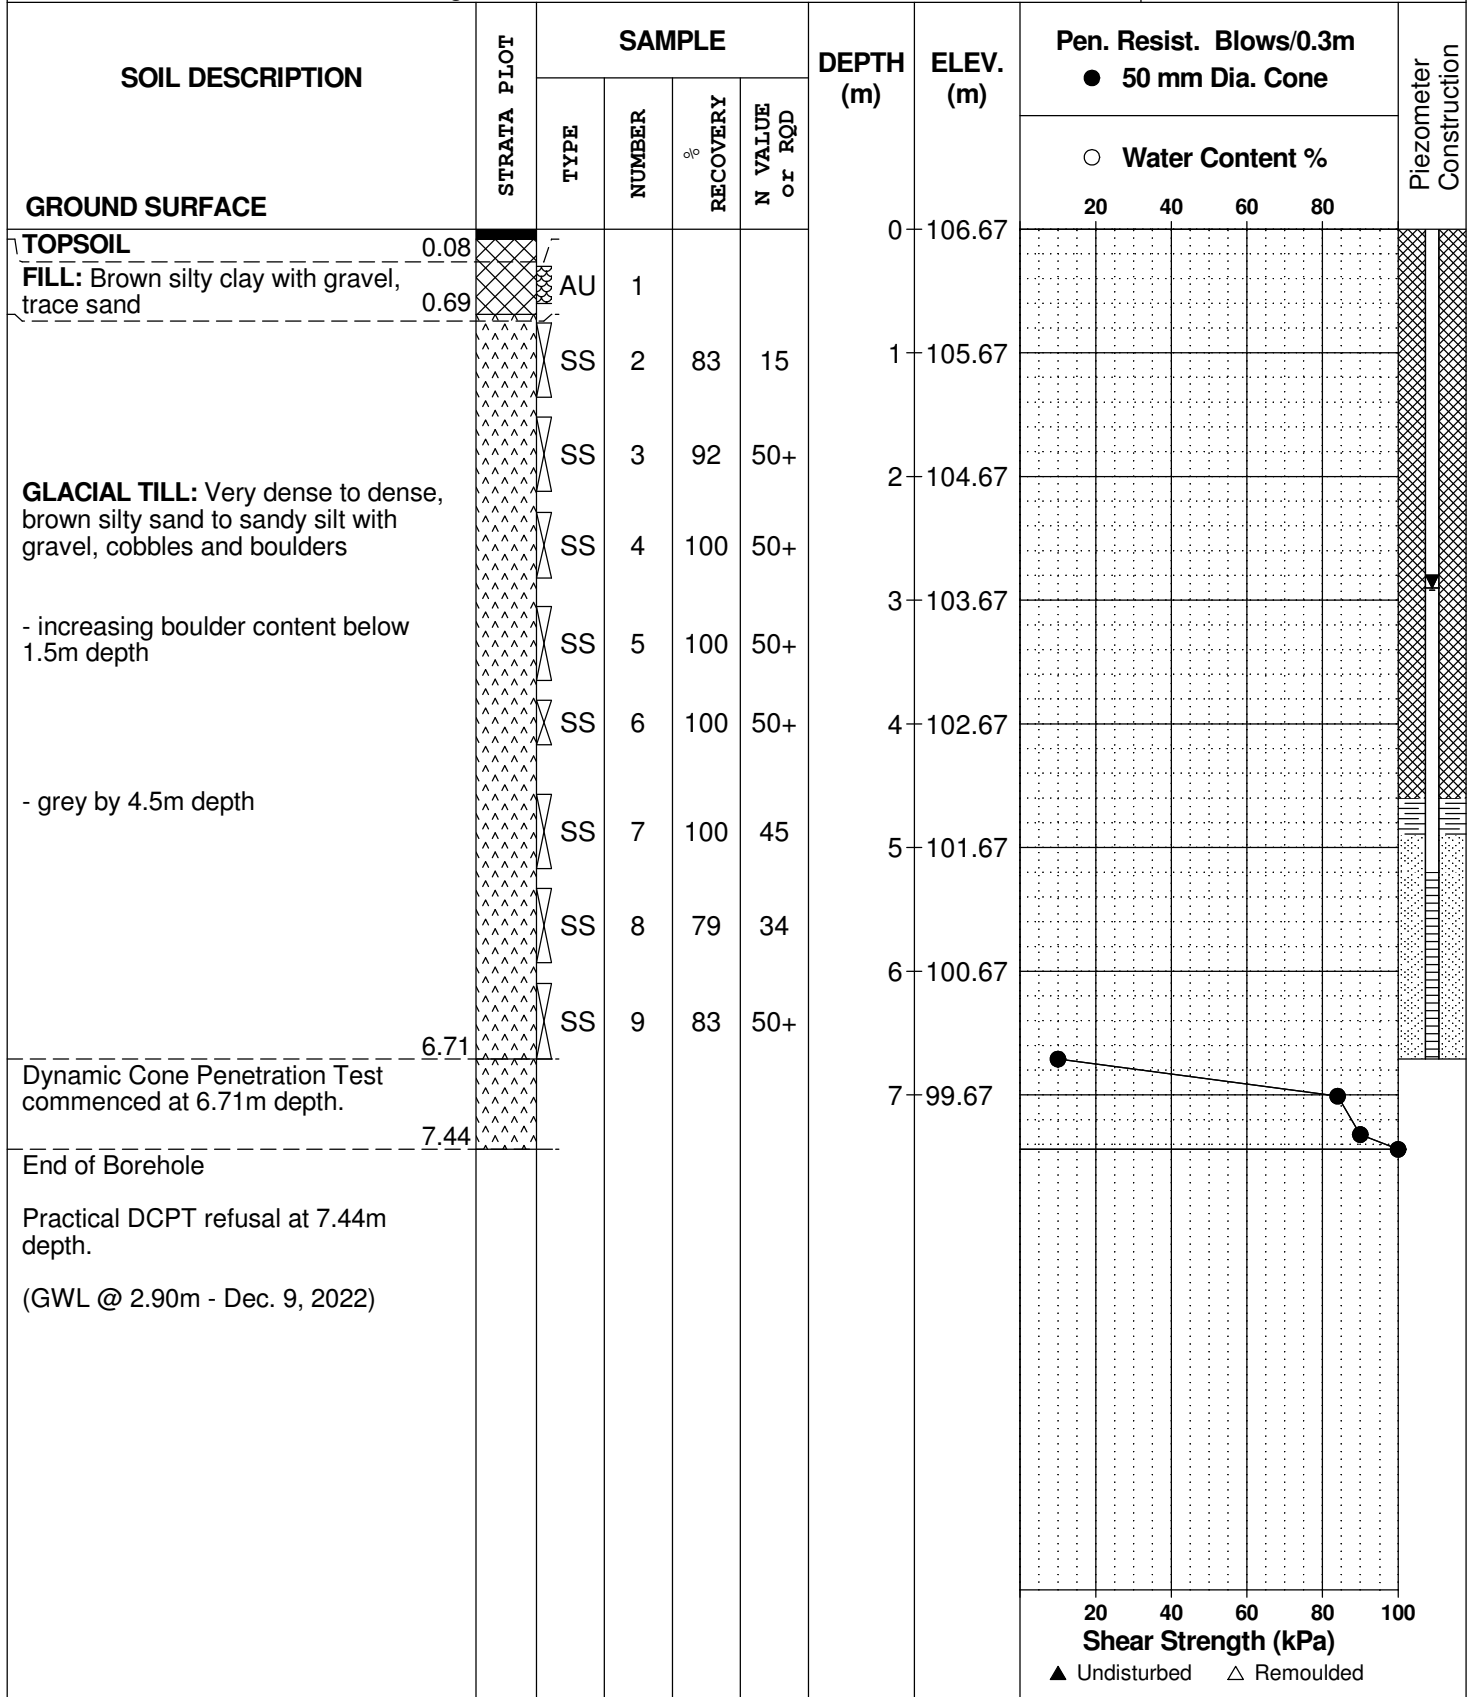 SOIL DESCRIPTION
GROUND SURFACE
STRATA PLOT
SAMPLE
TYPE
NUMBER
% RECOVERY
N VALUE or RQD
DEPTH (m)
ELEV. (m)
Pen. Resist. Blows/0.3m
● 50 mm Dia. Cone
○ Water Content %
20 40 60 80
Piezometer Construction
TOPSOIL 0.08
FILL: Brown silty clay with gravel,
trace sand 0.69
GLACIAL TILL: Very dense to dense,
brown silty sand to sandy silt with
gravel, cobbles and boulders
- increasing boulder content below
1.5m depth
- grey by 4.5m depth
6.71
Dynamic Cone Penetration Test
commenced at 6.71m depth.
7.44
End of Borehole
Practical DCPT refusal at 7.44m
depth.
(GWL @ 2.90m - Dec. 9, 2022)
AU 1
SS 2 83 15
SS 3 92 50+
SS 4 100 50+
SS 5 100 50+
SS 6 100 50+
SS 7 100 45
SS 8 79 34
SS 9 83 50+
0 106.67
1 105.67
2 104.67
3 103.67
4 102.67
5 101.67
6 100.67
7 99.67
20 40 60 80 100
Shear Strength (kPa)
▲ Undisturbed △ Remoulded